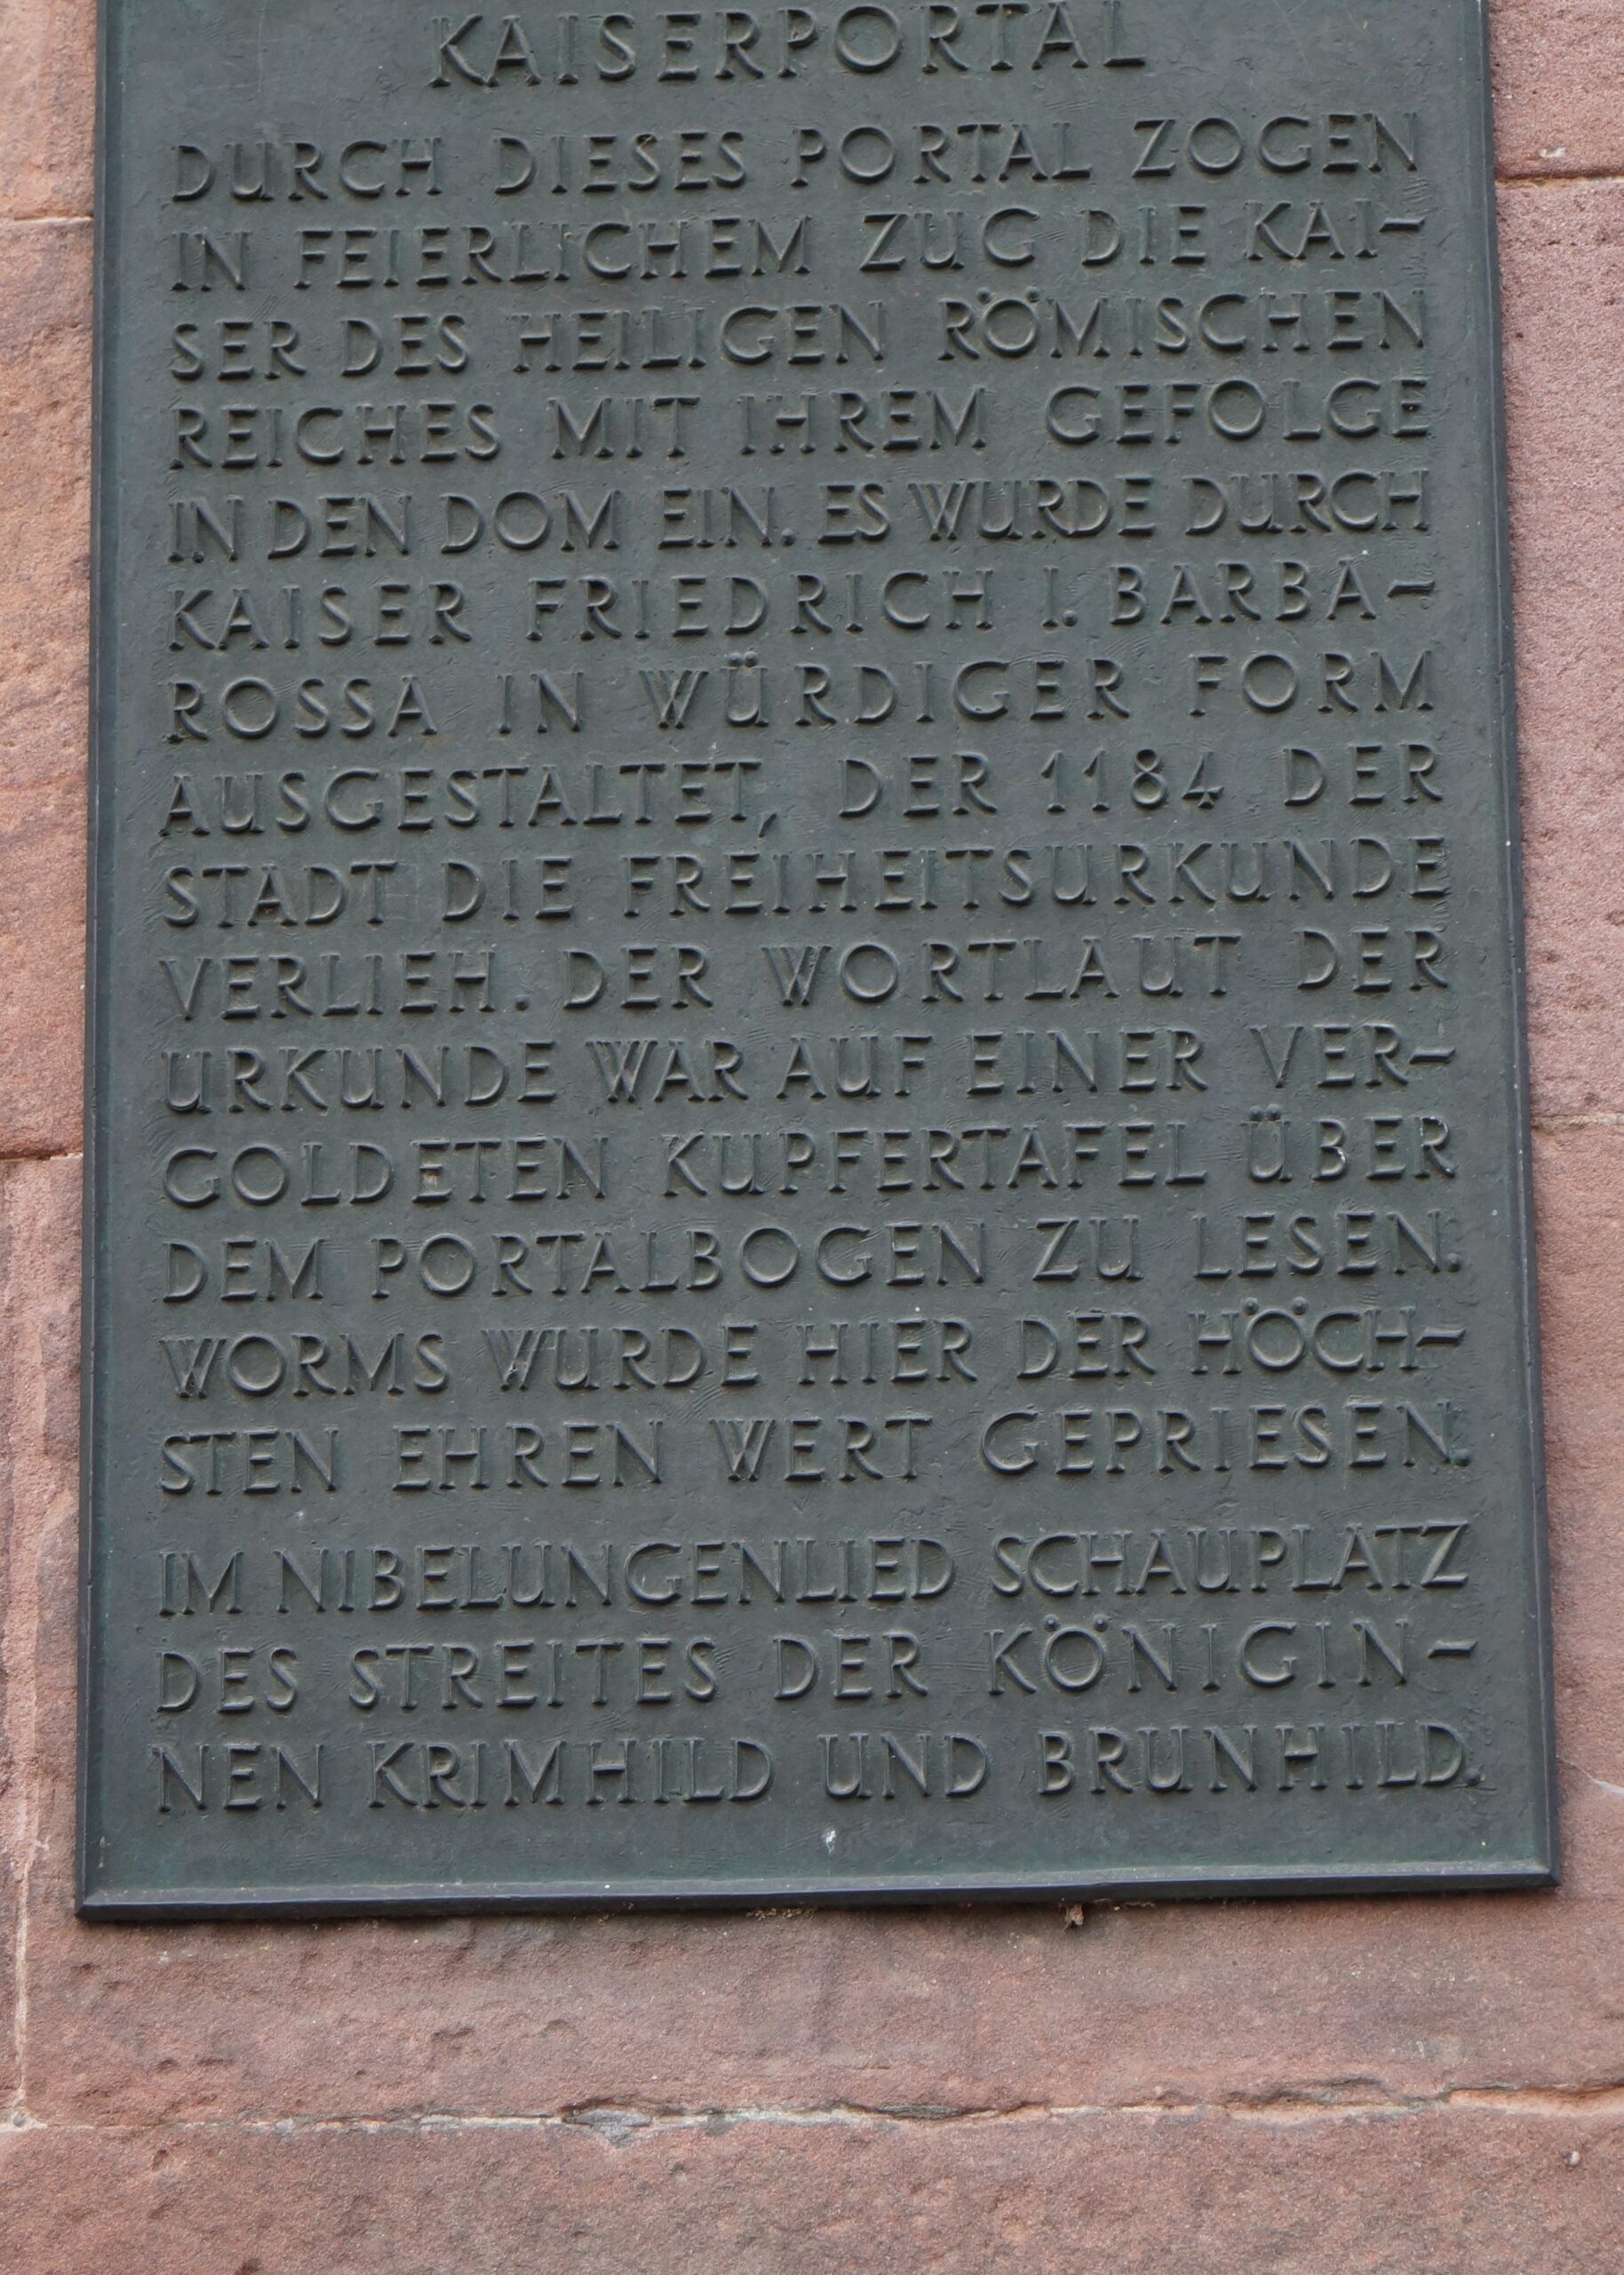 KAISERPORTAL
DURCH DIESES PORTAL ZOGEN
IN FEIERLICHEM ZUG DIE KAI-
SER DES HEILIGEN RÖMISCHEN
REICHES MIT IHREM GEFOLGE
IN DEN DOM EIN. ES WURDE DURCH
KAISER FRIEDRICH I. BARBA-
ROSSA IN WÜRDIGER FORM
AUSGESTALTET, DER 1184 DER
STADT DIE FREIHEITSURKUNDE
VERLIEH. DER WORTLAUT DER
URKUNDE WAR AUF EINER VER-
GOLDETEN KUPFERTAFEL ÜBER
DEM PORTALBOGEN ZU LESEN.
WORMS WURDE HIER DER HÖCH-
STEN EHREN WERT GEPRIESEN.
IM NIBELUNGENLIED SCHAUPLATZ
DES STREITES DER KÖNIGIN-
NEN KRIMHILD UND BRUNHILD.